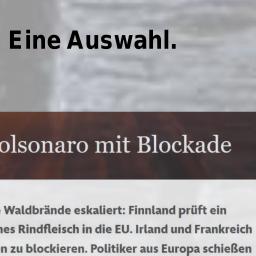 Eine Auswahl.
olsonaro mit Blockade
Waldbrände eskaliert: Finnland prüft ein
nes Rindfleisch in die EU. Irland und Frankreich
n zu blockieren. Politiker aus Europa schießen